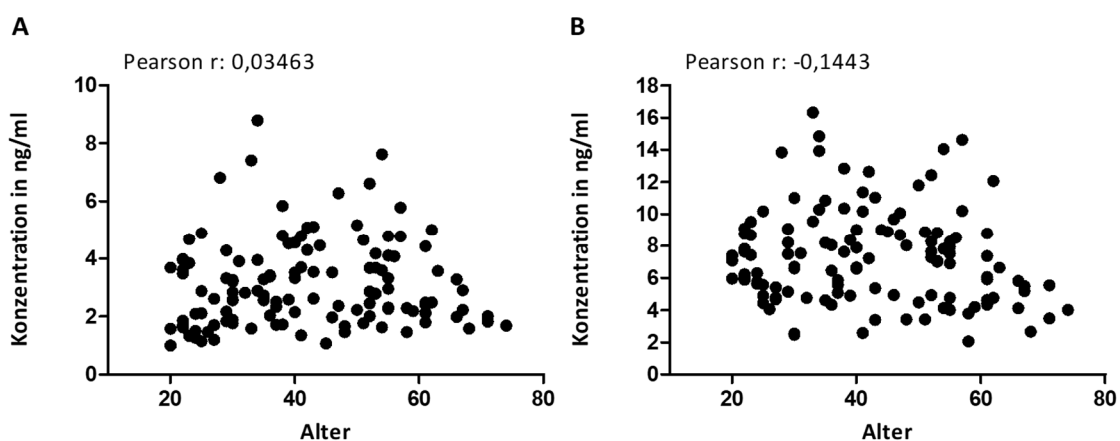 A
Pearson r: 0,03463
Konzentration in ng/ml
10
8
6
4
2
0
20 40 60 80
Alter
B
Pearson r: -0,1443
Konzentration in ng/ml
18
16
14
12
10
8
6
4
2
0
20 40 60 80
Alter